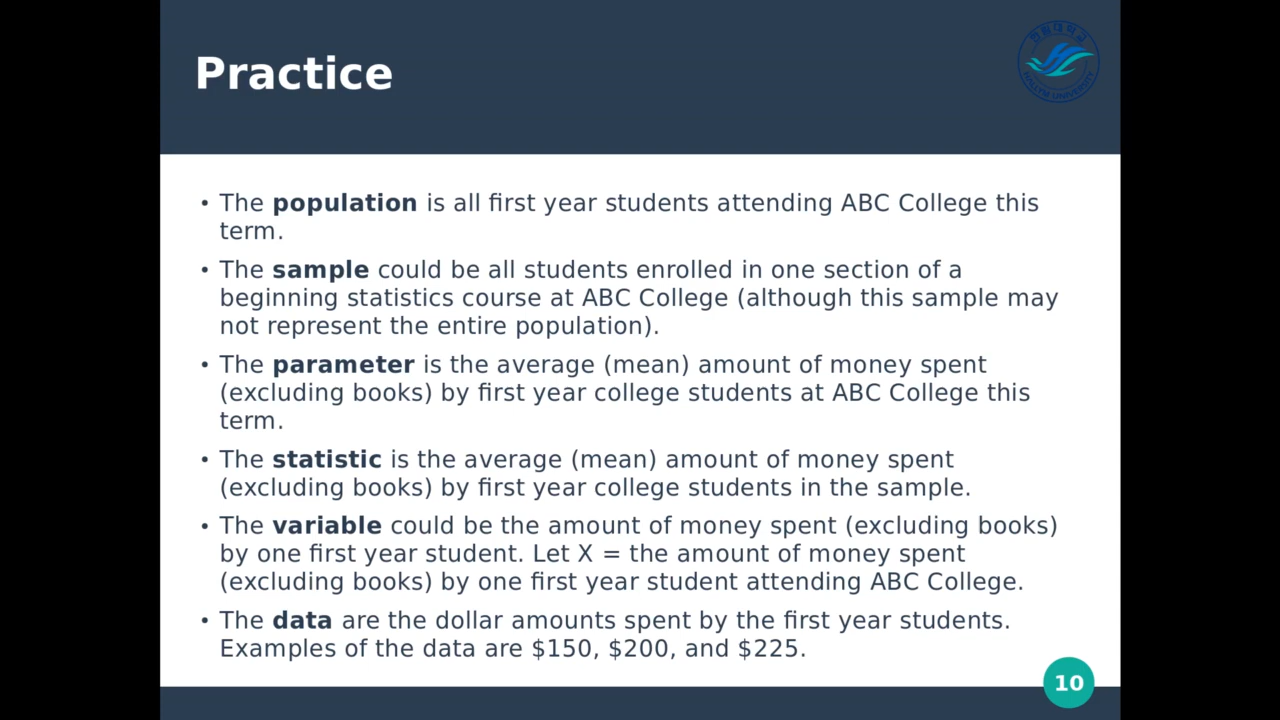 Practice
한림대학교
HALLYM UNIVERSITY
• The population is all first year students attending ABC College this
term.
• The sample could be all students enrolled in one section of a
beginning statistics course at ABC College (although this sample may
not represent the entire population).
• The parameter is the average (mean) amount of money spent
(excluding books) by first year college students at ABC College this
term.
• The statistic is the average (mean) amount of money spent
(excluding books) by first year college students in the sample.
• The variable could be the amount of money spent (excluding books)
by one first year student. Let X = the amount of money spent
(excluding books) by one first year student attending ABC College.
• The data are the dollar amounts spent by the first year students.
Examples of the data are $150, $200, and $225.
10